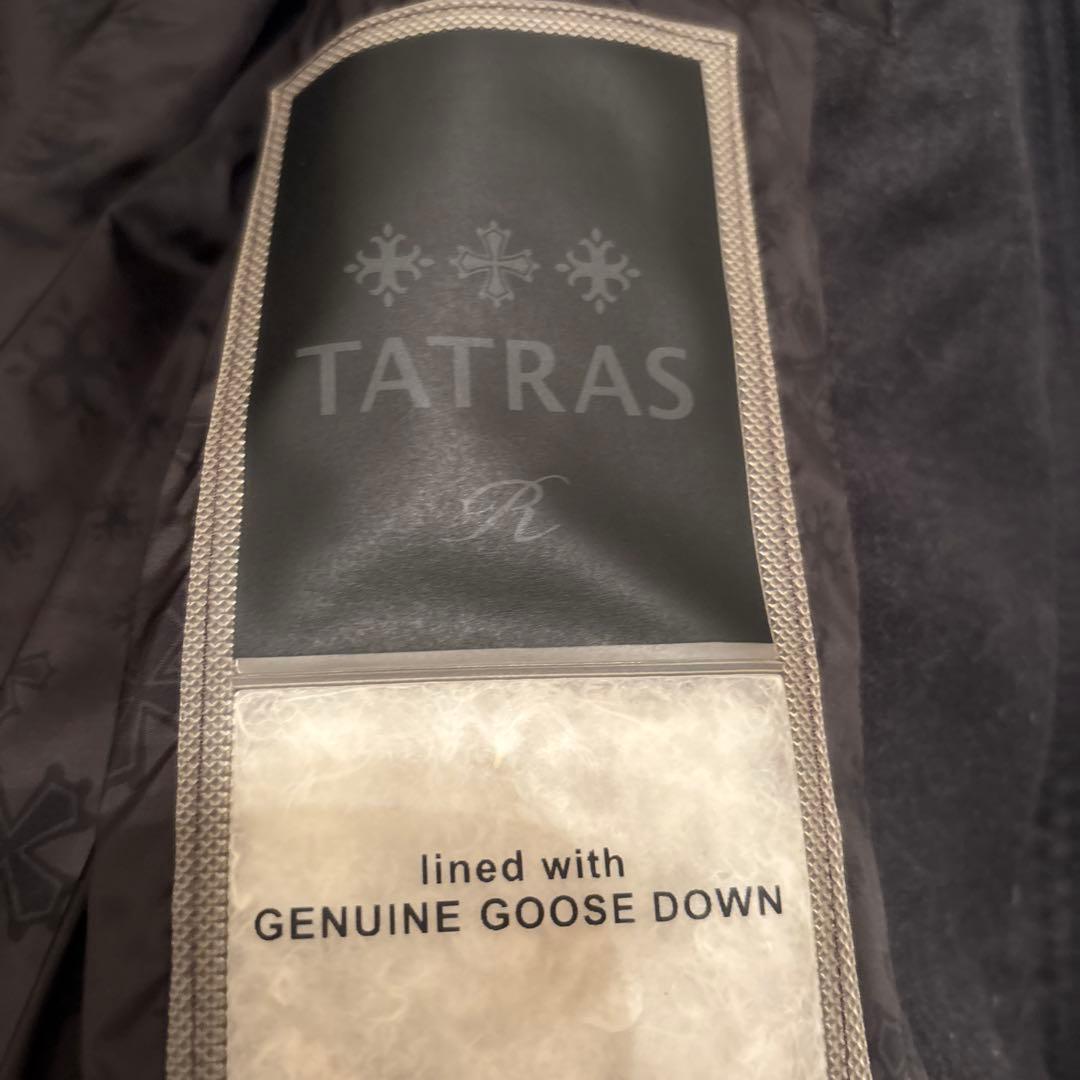 TATRAS
R
lined with
GENUINE GOOSE DOWN